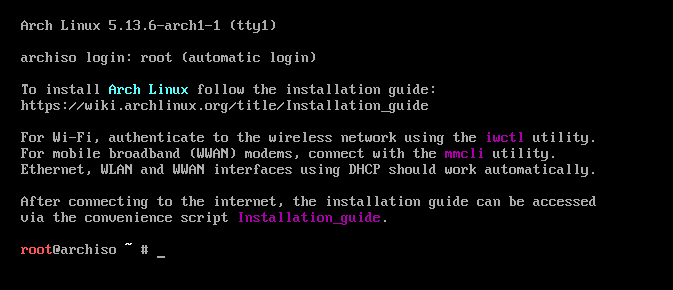 Arch Linux 5.13.6-arch1-1 (tty1)
archiso login: root (automatic login)
To install Arch Linux follow the installation guide:
https://wiki.archlinux.org/title/Installation_guide
For Wi-Fi, authenticate to the wireless network using the iwctl utility.
For mobile broadband (WWAN) modems, connect with the mmcli utility.
Ethernet, WLAN and WWAN interfaces using DHCP should work automatically.
After connecting to the internet, the installation guide can be accessed
via the convenience script Installation_guide.
root@archiso ~ # _